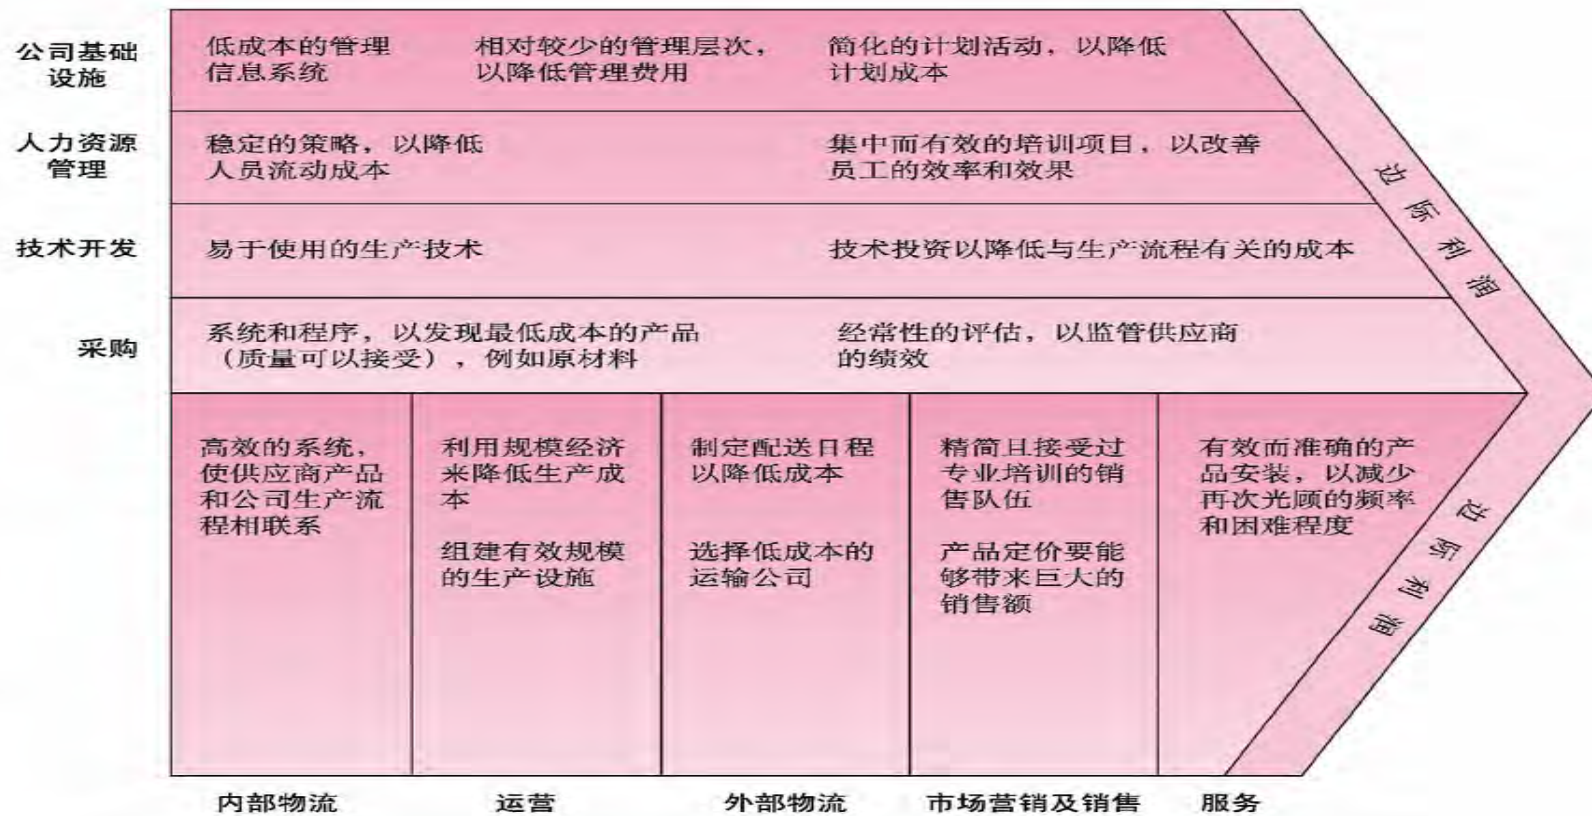 公司基础
设施
低成本的管理
信息系统
相对较少的管理层次，
以降低管理费用
简化的计划活动，以降低
计划成本
人力资源
管理
稳定的策略，以降低
人员流动成本
集中而有效的培训项目，以改善
员工的效率和效果
技术开发
易于使用的生产技术
技术投资以降低与生产流程有关的成本
采购
系统和程序，以发现最低成本的产品
（质量可以接受），例如原材料
经常性的评估，以监管供应商
的绩效
边际利润
高效的系统，
使供应商产品
和公司生产流
程相联系
利用规模经济
来降低生产成
本
组建有效规模
的生产设施
制定配送日程
以降低成本
选择低成本的
运输公司
精简且接受过
专业培训的销
售队伍
产品定价要能
够带来巨大的
销售额
有效而准确的产
品安装，以减少
再次光顾的频率
和困难程度
边际利润
内部物流
运营
外部物流
市场营销及销售
服务